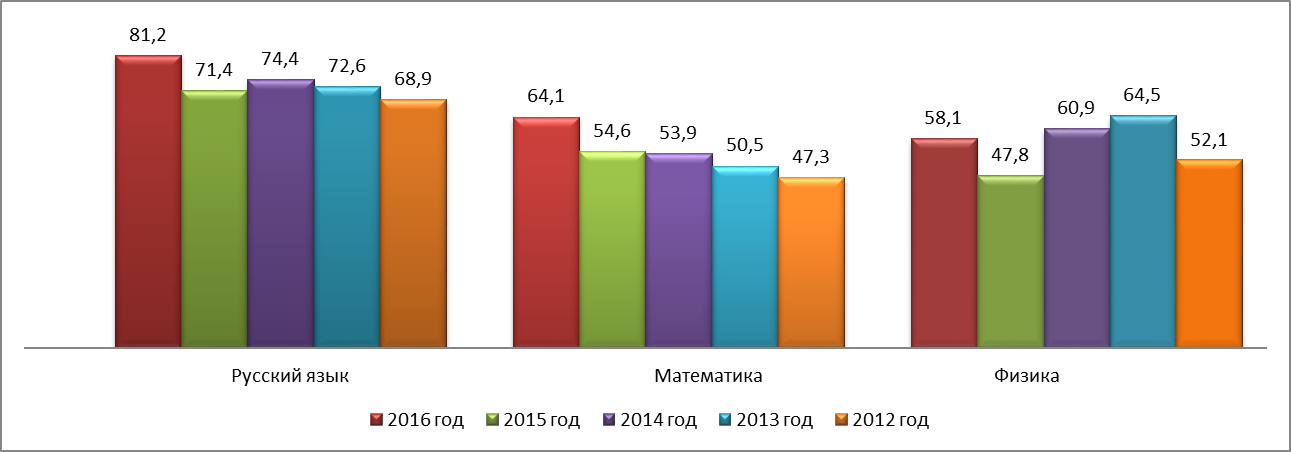 81,2 71,4 74,4 72,6 68,9
64,1 54,6 53,9 50,5 47,3
58,1 47,8 60,9 64,5 52,1
Русский язык Математика Физика
2016 год 2015 год 2014 год 2013 год 2012 год